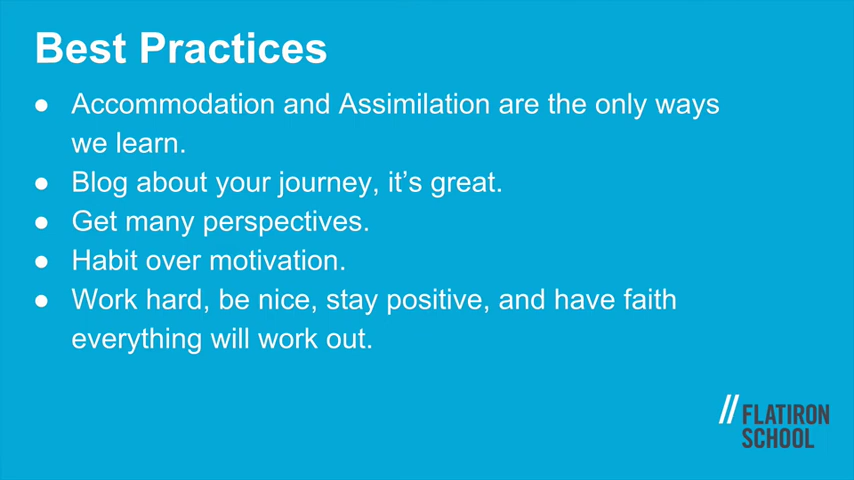 Best Practices
● Accommodation and Assimilation are the only ways
we learn.
● Blog about your journey, it’s great.
● Get many perspectives.
● Habit over motivation.
● Work hard, be nice, stay positive, and have faith
everything will work out.
// FLATIRON
SCHOOL